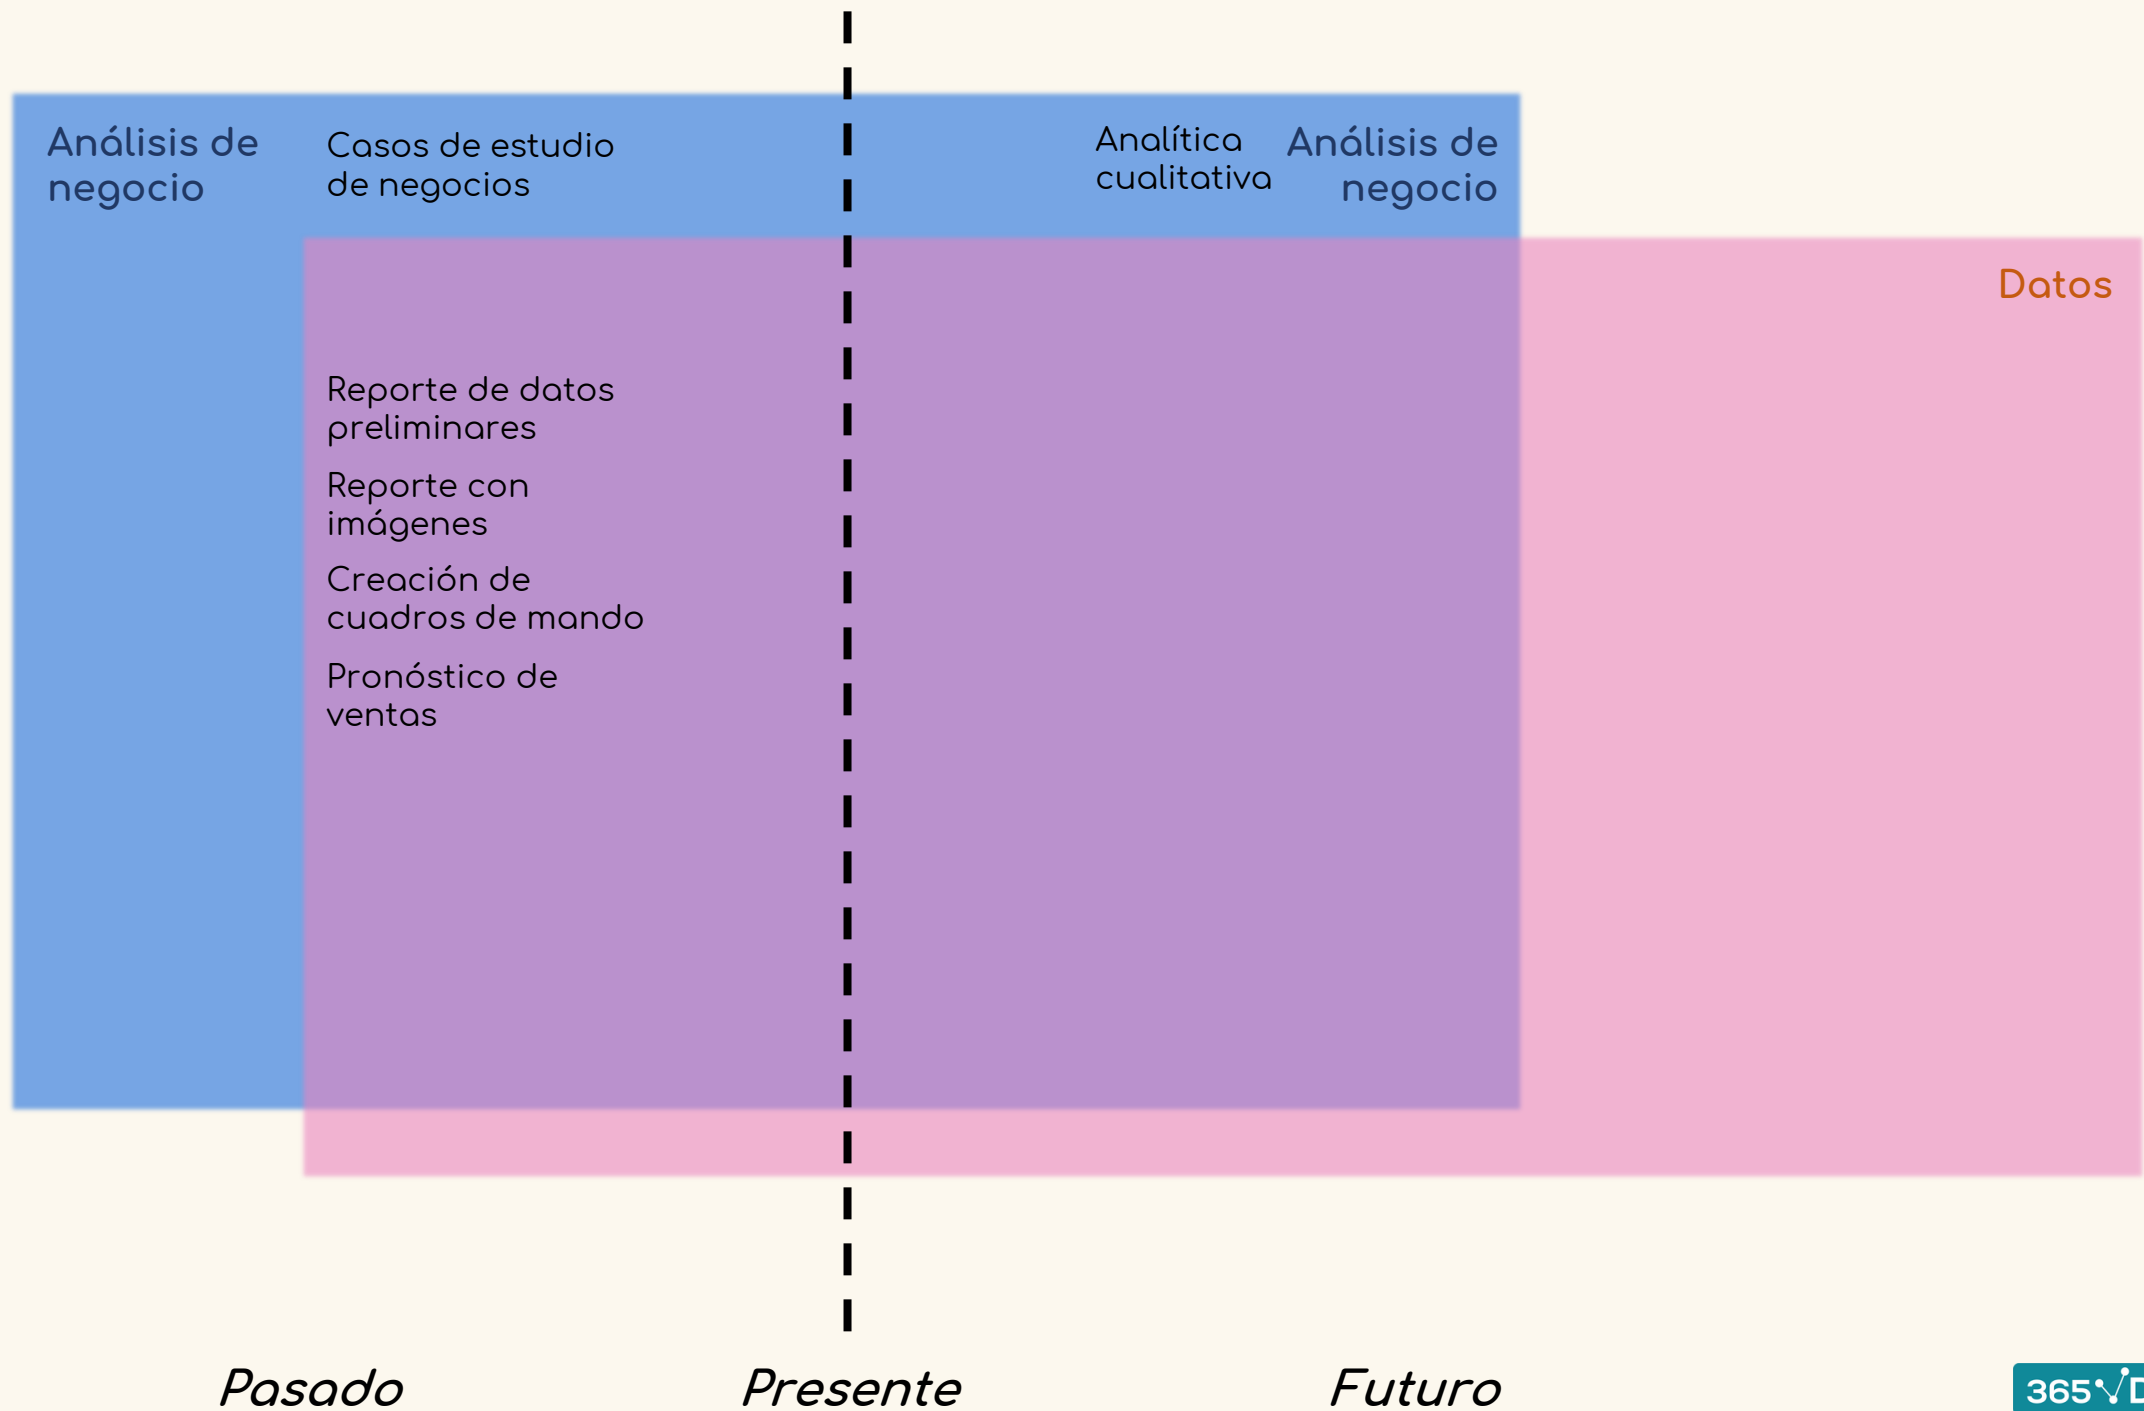 Análisis de
negocio
Casos de estudio
de negocios
Analítica
cualitativa
Análisis de
negocio
Datos
Reporte de datos
preliminares
Reporte con
imágenes
Creación de
cuadros de mando
Pronóstico de
ventas
Pasado
Presente
Futuro
365 D